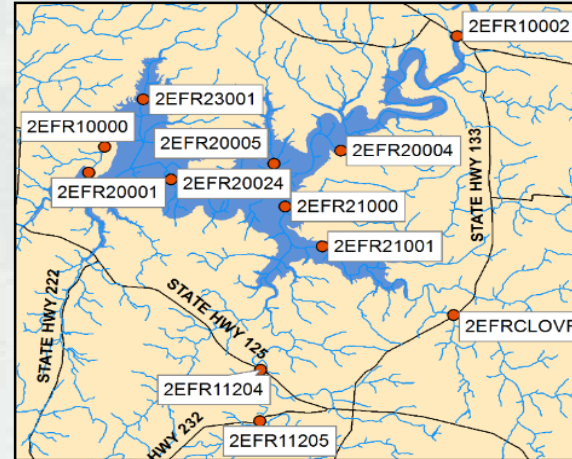 2EFR10002
2EFR23001
2EFR10000
2EFR20005
2EFR20004
2EFR20001
2EFR20024
2EFR21000
STATE HWY 133
2EFR21001
STATE HWY 222
STATE HWY 125
2EFRCLOVR
2EFR11204
HWY 232
2EFR11205